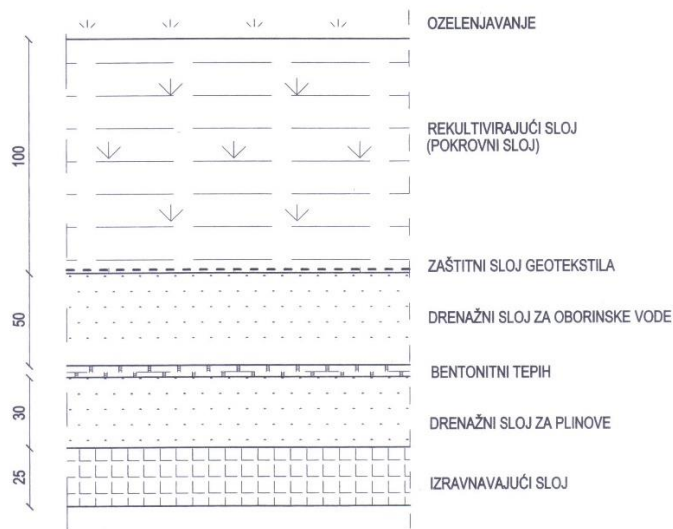 OZELENJAVANJE
100
REKULTIVIRAJUĆI SLOJ
(POKROVNI SLOJ)
ZAŠTITNI SLOJ GEOTEKSTILA
50
DRENAŽNI SLOJ ZA OBORINSKE VODE
BENTONITNI TEPIH
30
DRENAŽNI SLOJ ZA PLINOVE
25
IZRAVNAVAJUĆI SLOJ